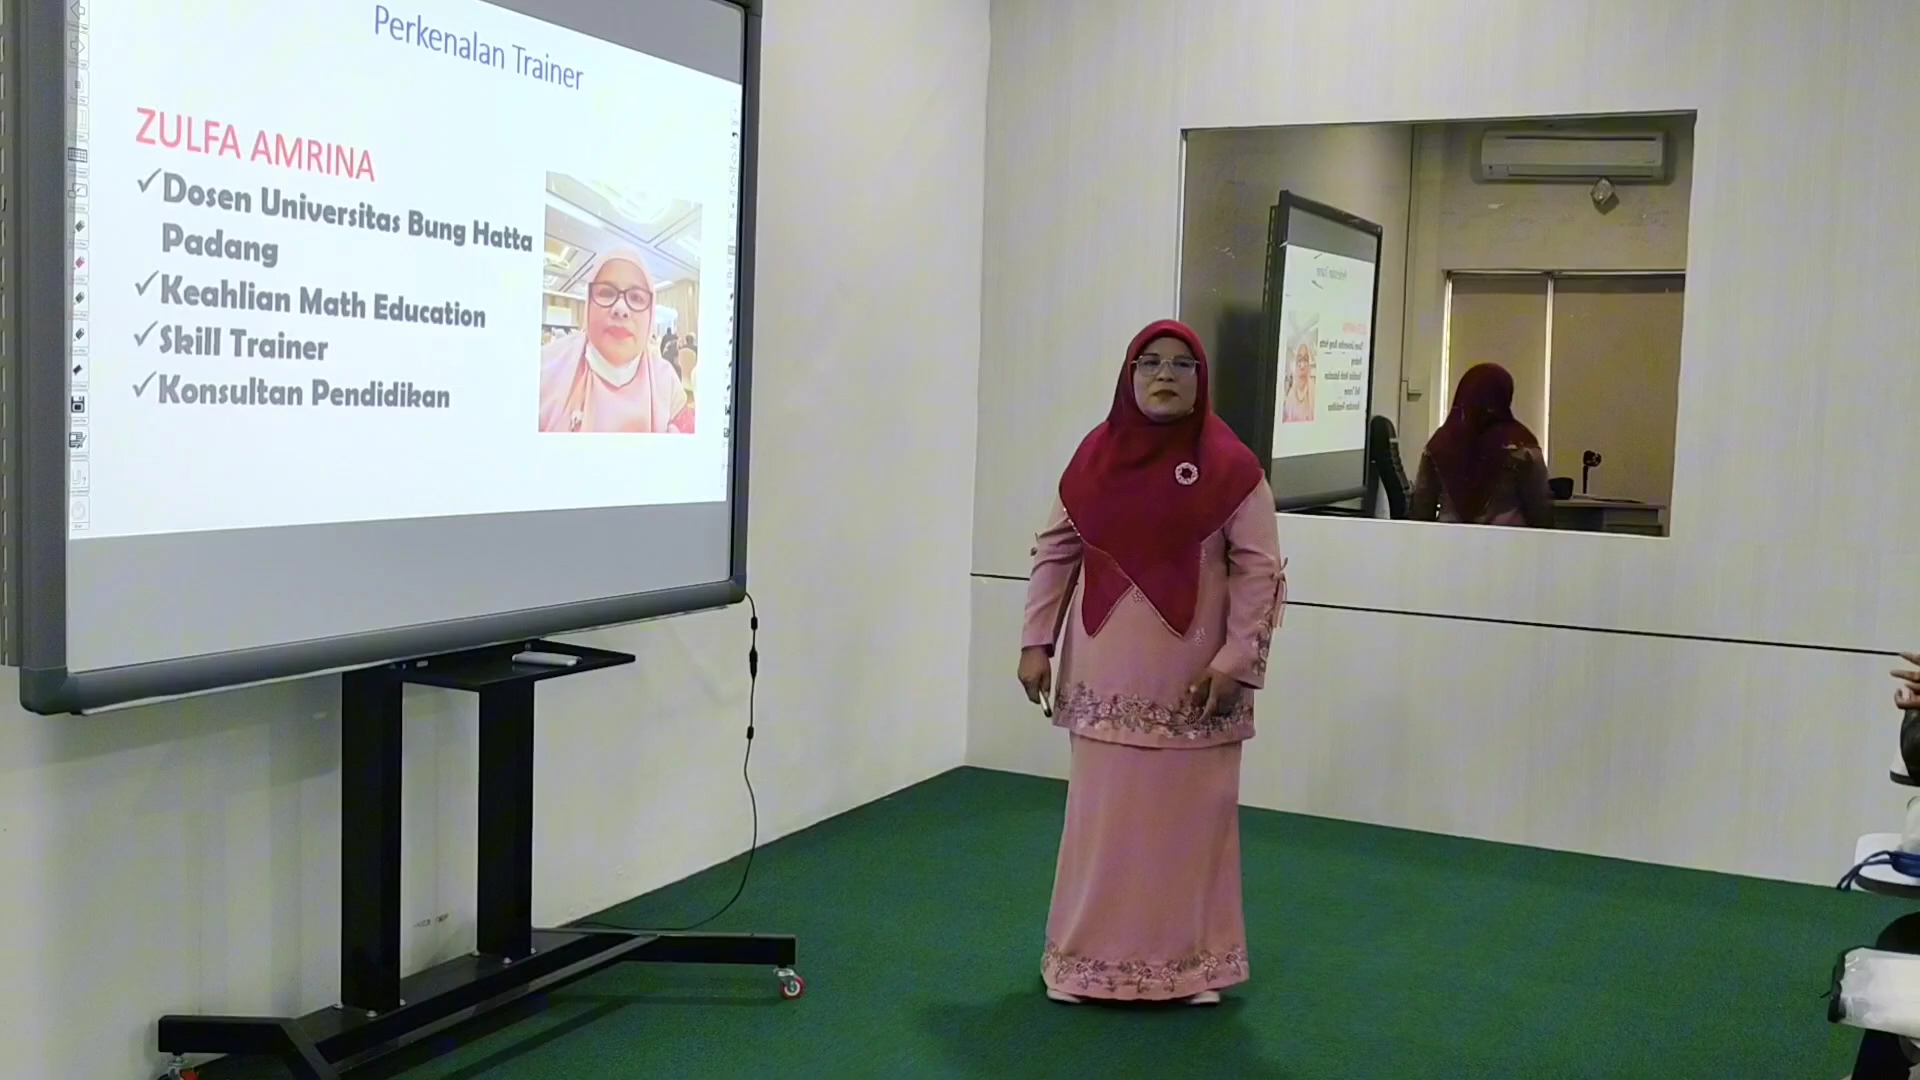 Perkenalan Trainer
ZULFA AMRINA
✓Dosen Universitas Bung Hatta
Padang
✓Keahlian Math Education
✓Skill Trainer
✓Konsultan Pendidikan